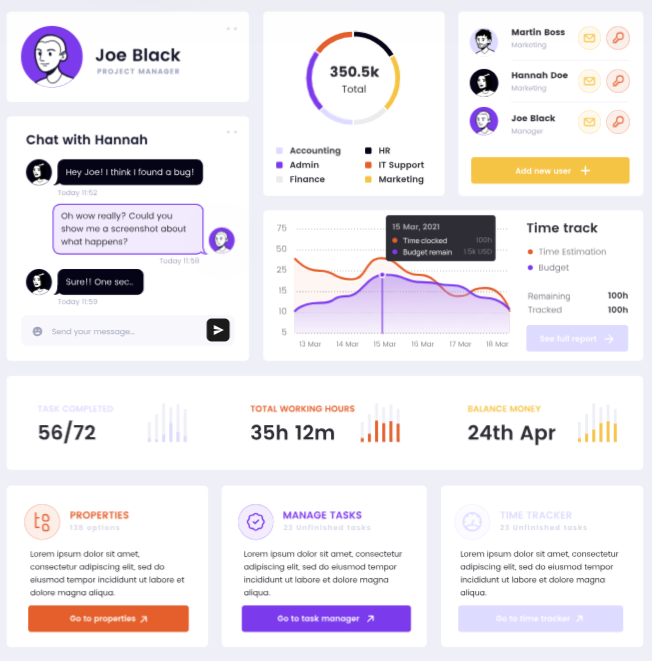 Joe Black
PROJECT MANAGER
Chat with Hannah
Hey Joe! I think I found a bug!
Today 11:52
Oh wow really? Could you
show me a screenshot about
what happens?
Today 11:58
Sure!! One sec..
Today 11:59
Send your message...
350.5k
Total
Accounting
HR
Admin
IT Support
Finance
Marketing
Martin Boss
Marketing
Hannah Doe
Marketing
Joe Black
Manager
Add new user
75
50
25
15
10
5
13 Mar
14 Mar
15 Mar
16 Mar
17 Mar
18 Mar
15 Mar, 2021
Time clocked 100h
Budget remain 1.5k USD
Time track
Time Estimation
Budget
Remaining 100h
Tracked 100h
See full report
TASK COMPLETED
56/72
TOTAL WORKING HOURS
35h 12m
BALANCE MONEY
24th Apr
PROPERTIES
138 options
Lorem ipsum dolor sit amet,
consectetur adipiscing elit, sed do
eiusmod tempor incididunt ut labore et
dolore magna aliqua.
Go to properties
MANAGE TASKS
23 Unfinished tasks
Lorem ipsum dolor sit amet, consectetur
adipiscing elit, sed do eiusmod tempor
incididunt ut labore et dolore magna
aliqua.
Go to task manager
TIME TRACKER
23 Unfinished tasks
Lorem ipsum dolor sit amet, consectetur
adipiscing elit, sed do eiusmod tempor
incididunt ut labore et dolore magna
aliqua.
Go to time tracker